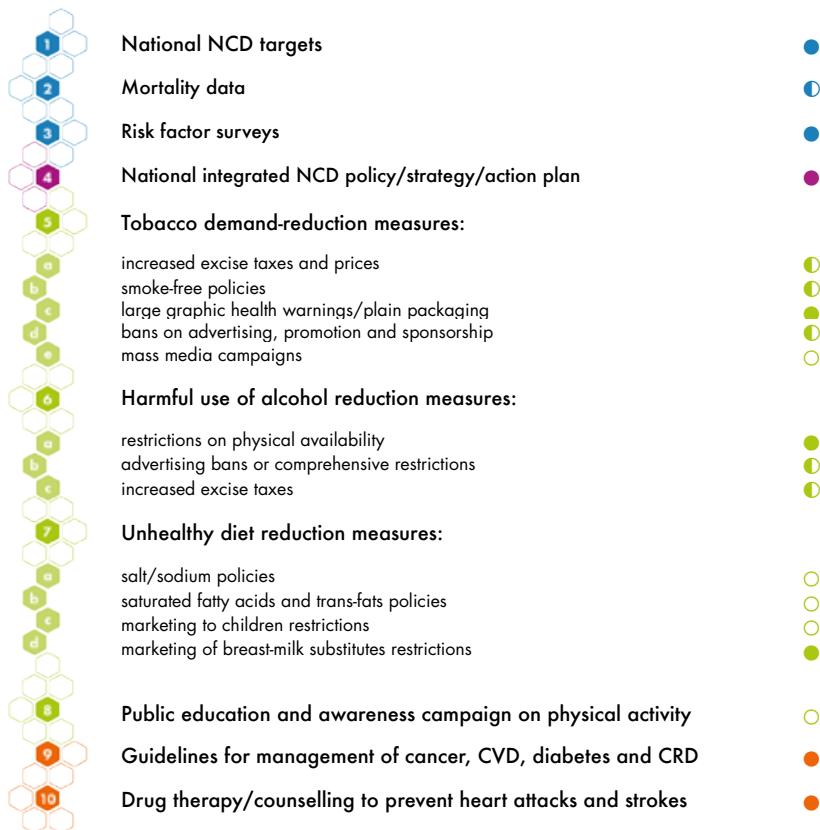 1 National NCD targets
2 Mortality data
3 Risk factor surveys
4 National integrated NCD policy/strategy/action plan
5 Tobacco demand-reduction measures:
a increased excise taxes and prices
b smoke-free policies
c large graphic health warnings/plain packaging
d bans on advertising, promotion and sponsorship
e mass media campaigns
6 Harmful use of alcohol reduction measures:
a restrictions on physical availability
b advertising bans or comprehensive restrictions
c increased excise taxes
7 Unhealthy diet reduction measures:
a salt/sodium policies
b saturated fatty acids and trans-fats policies
c marketing to children restrictions
d marketing of breast-milk substitutes restrictions
8 Public education and awareness campaign on physical activity
9 Guidelines for management of cancer, CVD, diabetes and CRD
10 Drug therapy/counselling to prevent heart attacks and strokes